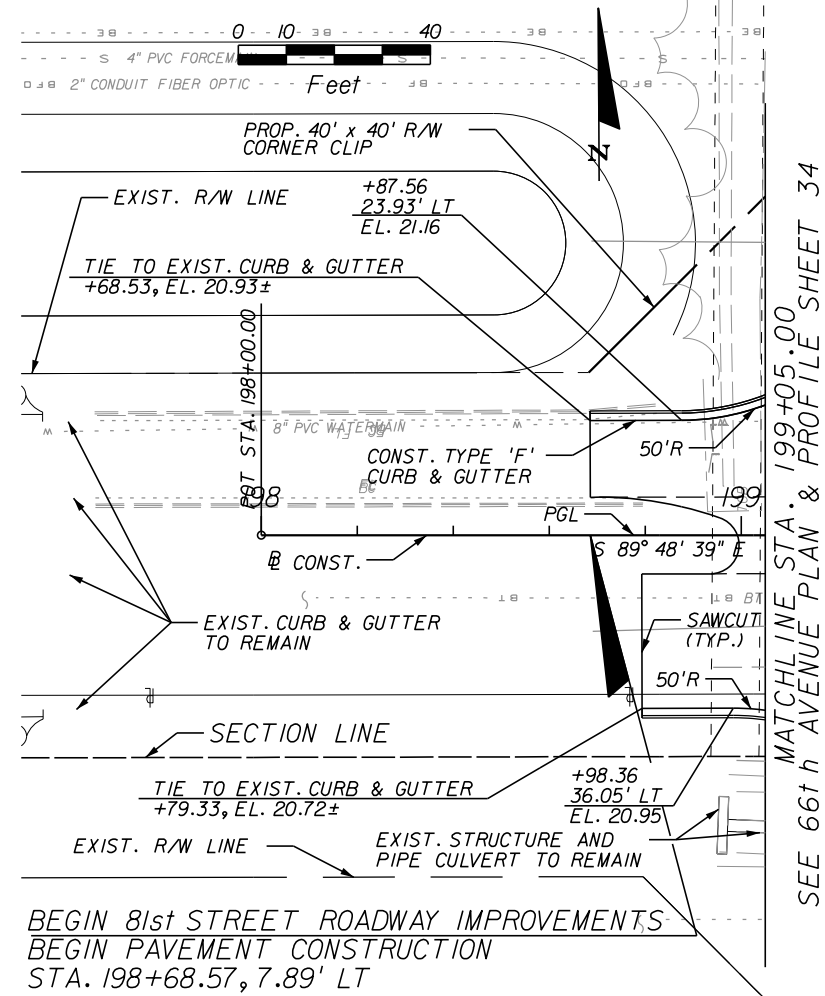 0 10 40
Feet
4" PVC FORCEMAIN
2" CONDUIT FIBER OPTIC
PROP. 40' x 40' R/W
CORNER CLIP
N
EXIST. R/W LINE
+87.56
23.93' LT
EL. 21.16
TIE TO EXIST. CURB & GUTTER
+68.53, EL. 20.93±
POT STA. 198+00.00
8" PVC WATERMAIN
CONST. TYPE 'F'
CURB & GUTTER
50'R
198
199
PGL
S 89° 48' 39" E
℄ CONST.
EXIST. CURB & GUTTER
TO REMAIN
SAWCUT
(TYP.)
50'R
SECTION LINE
TIE TO EXIST. CURB & GUTTER
+79.33, EL. 20.72±
+98.36
36.05' LT
EL. 20.95
EXIST. R/W LINE
EXIST. STRUCTURE AND
PIPE CULVERT TO REMAIN
BEGIN 81st STREET ROADWAY IMPROVEMENTS
BEGIN PAVEMENT CONSTRUCTION
STA. 198+68.57, 7.89' LT
MATCHLINE STA. 199+05.00
SEE 66th AVENUE PLAN & PROFILE SHEET 34